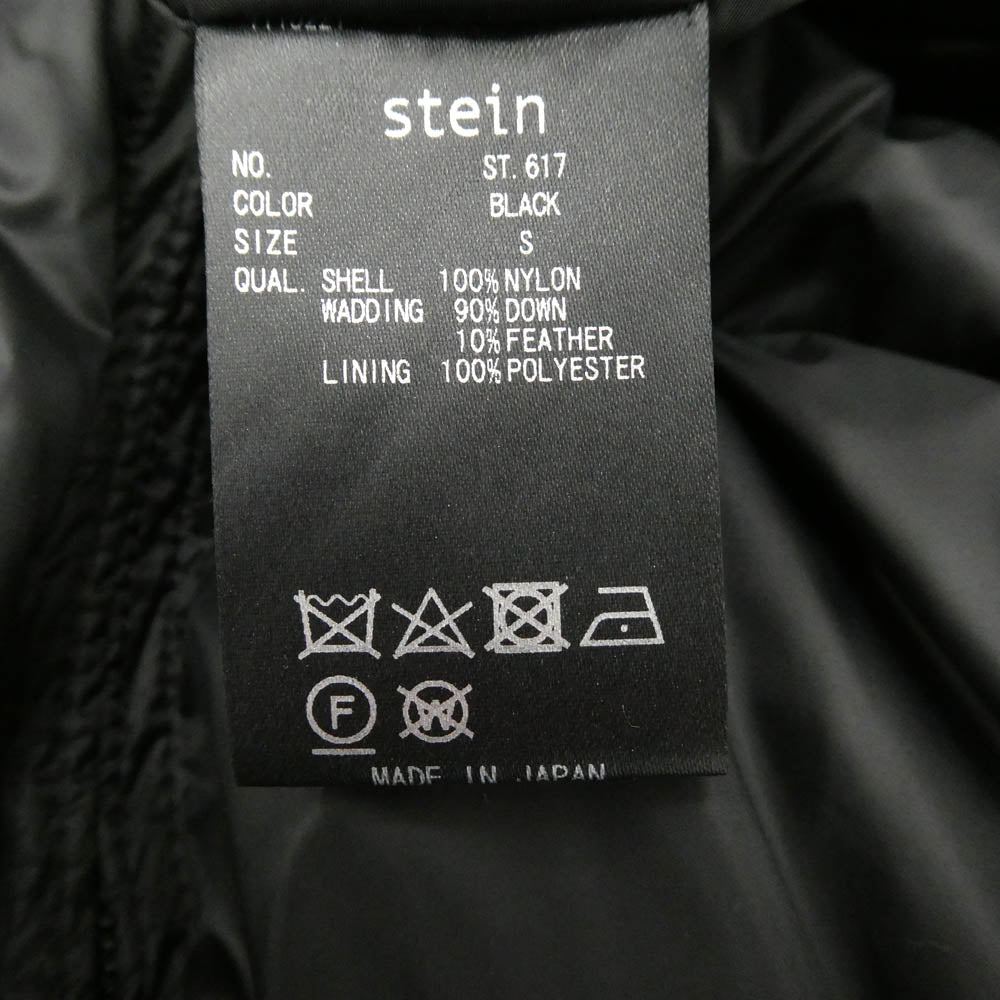 stein
NO. ST. 617
COLOR BLACK
SIZE S
QUAL. SHELL 100% NYLON
WADDING 90% DOWN
10% FEATHER
LINING 100% POLYESTER
F
W
MADE IN JAPAN